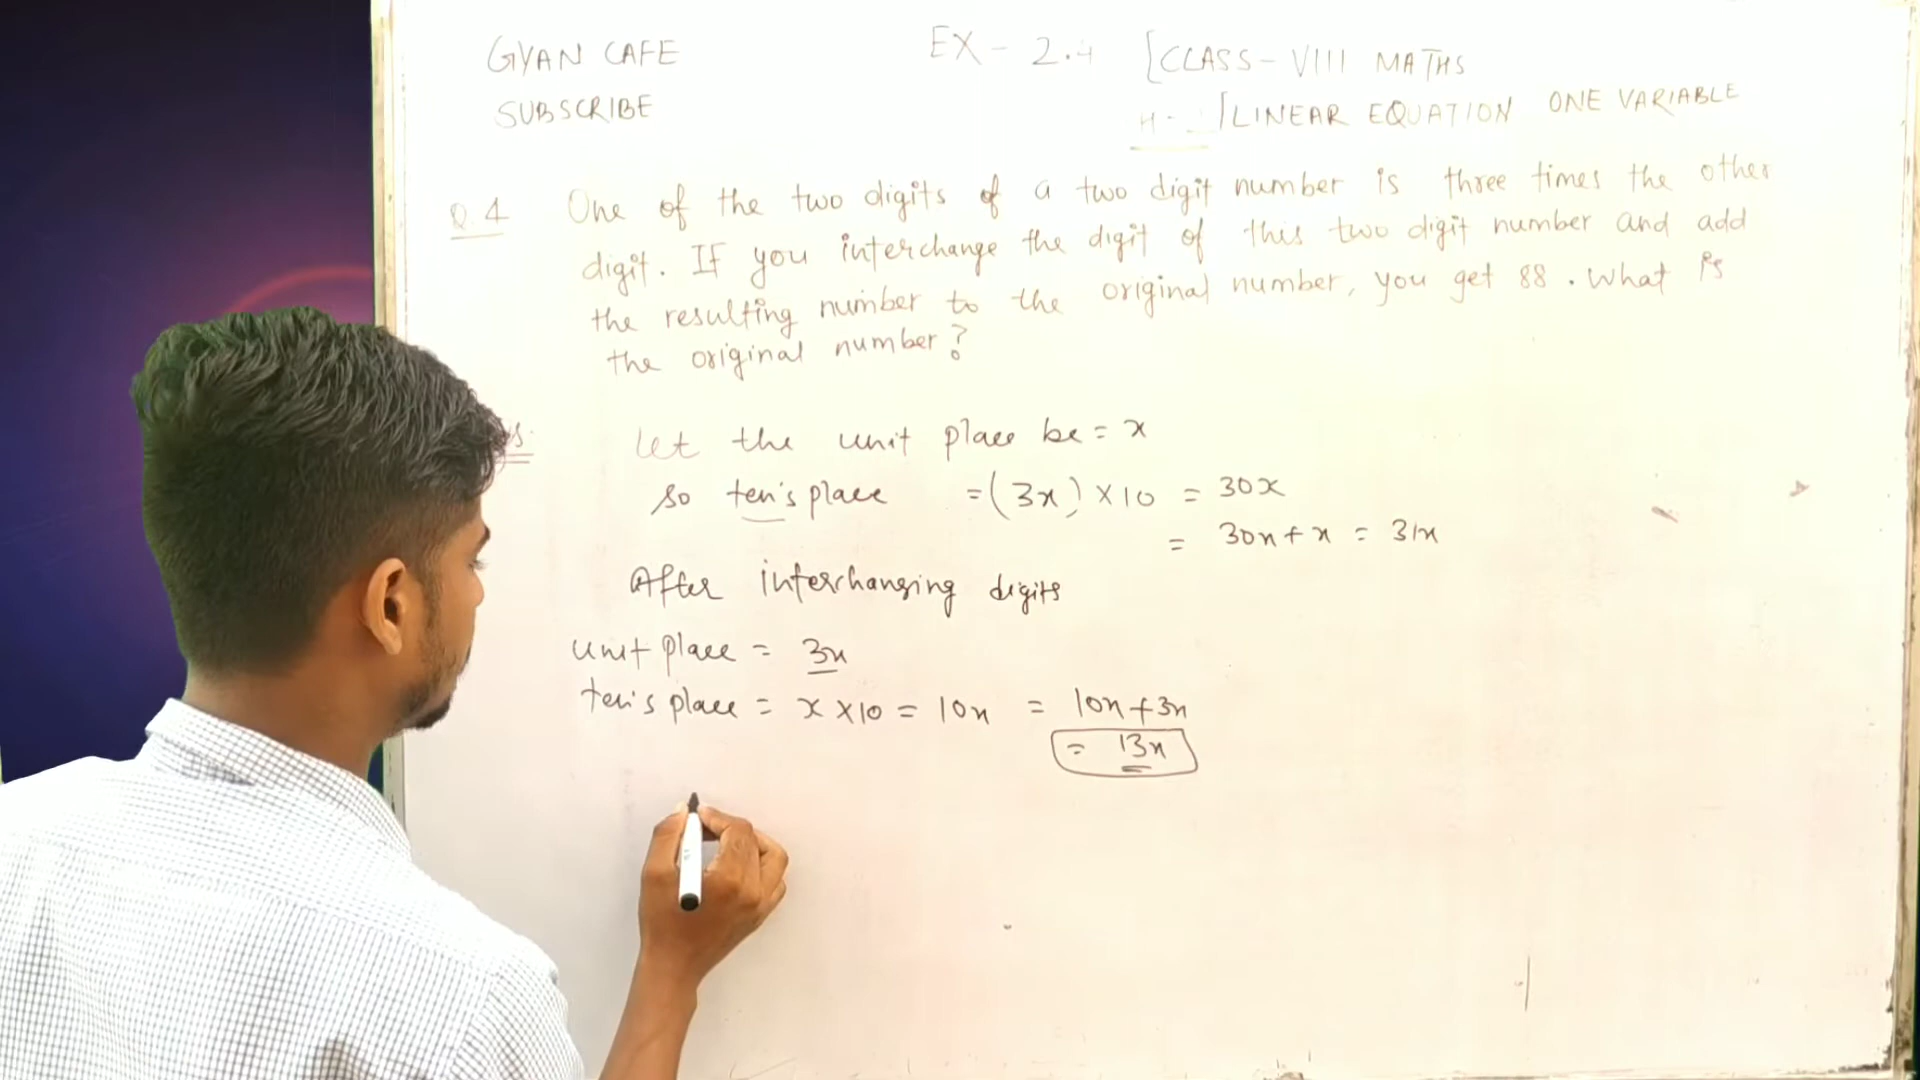 GYAN CAFE
SUBSCRIBE
EX - 2.4 [CLASS - VIII MATHS
[LINEAR EQUATION ONE VARIABLE
Q.4 One of the two digits of a two digit number is three times the other
digit. If you interchange the digit of this two digit number and add
the resulting number to the original number, you get 88. What is
the original number?
Let the unit place be = x
so ten's place = (3x) × 10 = 30x
= 30x + x = 31x
After interchanging digits
unit place = 3x
ten's place = x × 10 = 10x = 10x + 3x
= 13x